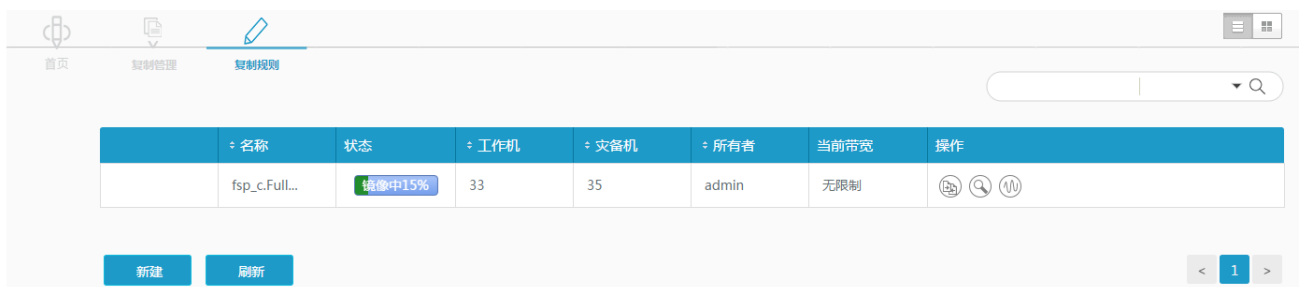 首页 复制管理 复制规则
名称 状态 工作机 灾备机 所有者 当前带宽 操作
fsp_c.Full... 镜像中15% 33 35 admin 无限制
新建 刷新 < 1 >